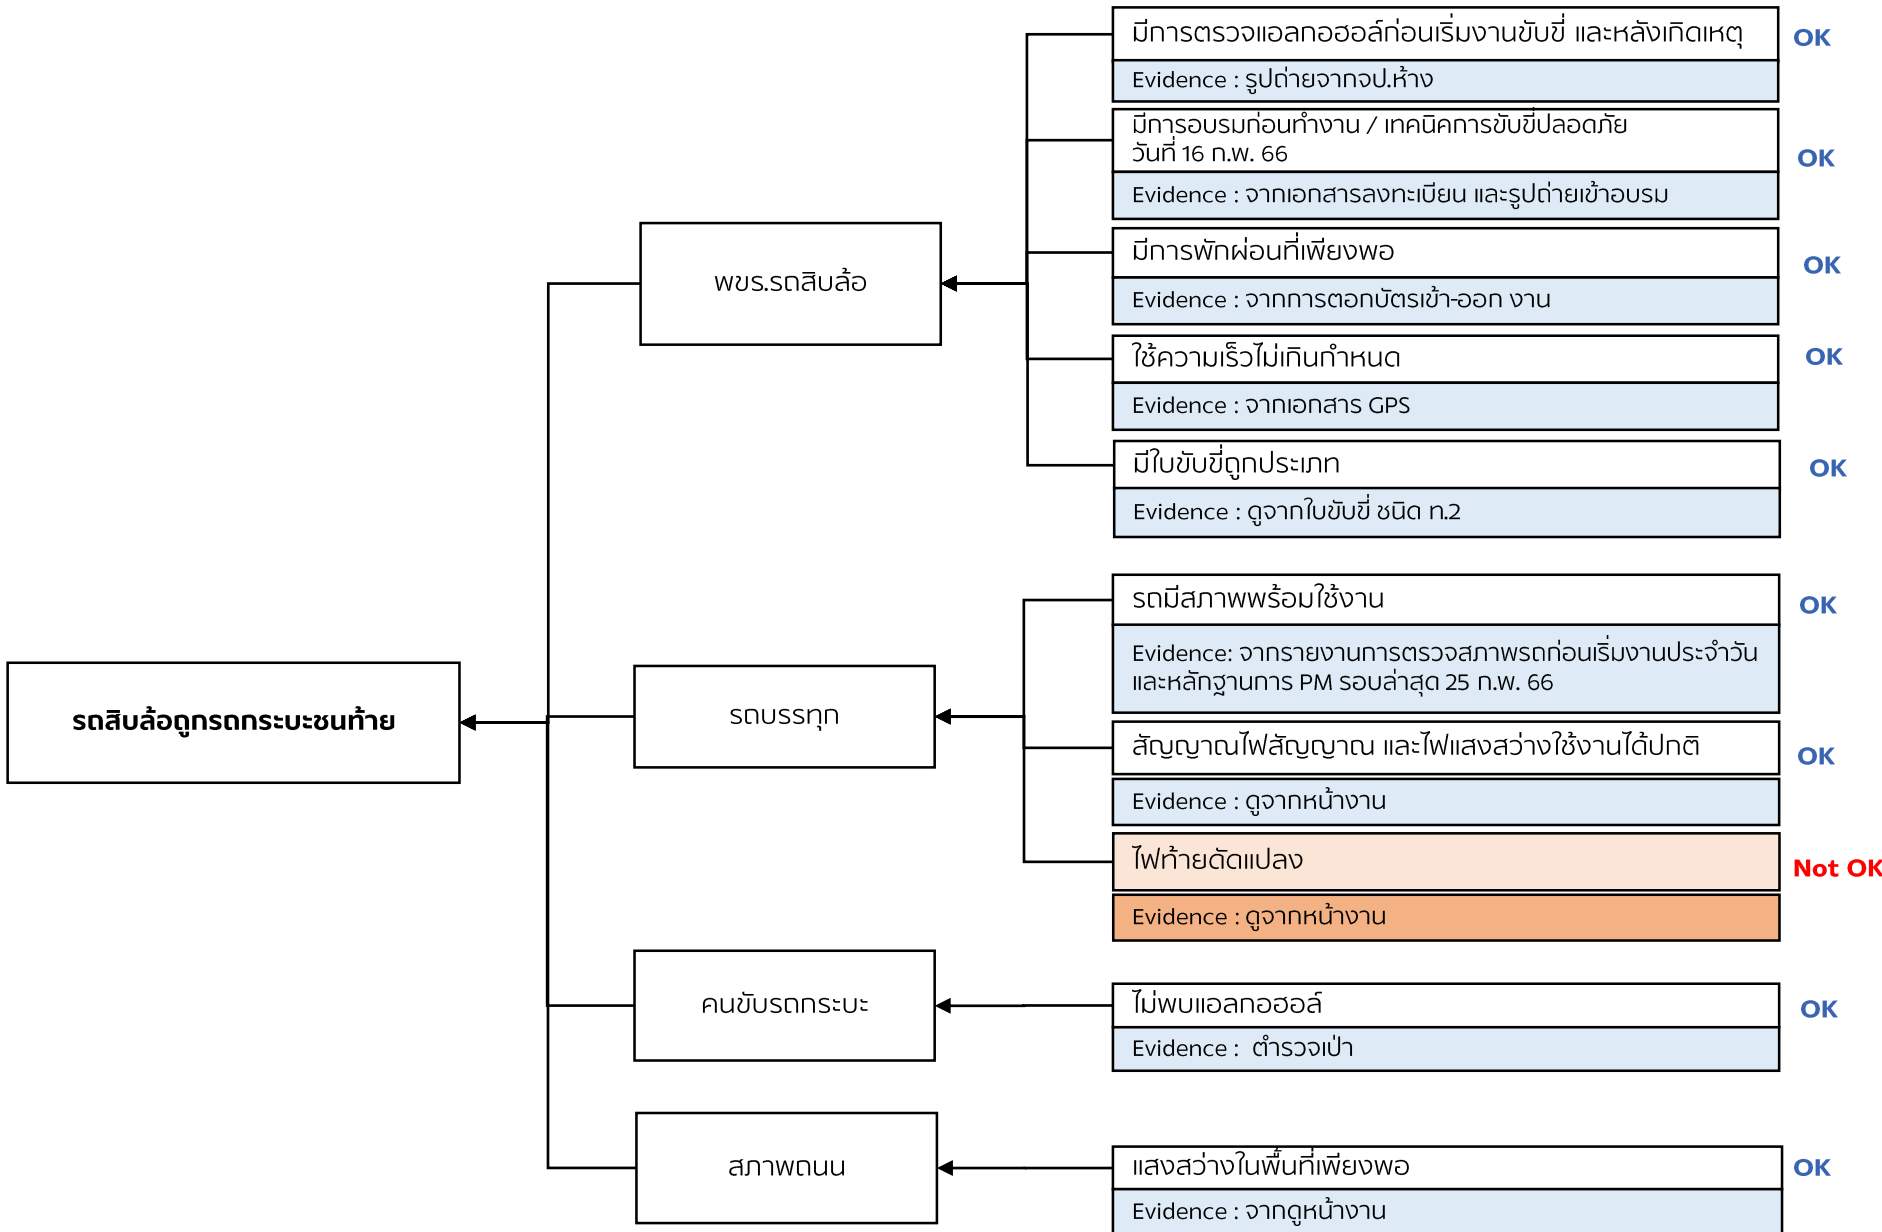 มีการตรวจแอลกอฮอล์ก่อนเริ่มงานขับขี่ และหลังเกิดเหตุ
OK
Evidence : รูปถ่ายจากจป.ห้าง
มีการอบรมก่อนทำงาน / เทคนิคการขับขี่ปลอดภัย
วันที่ 16 ก.พ. 66
OK
Evidence : จากเอกสารลงทะเบียน และรูปถ่ายเข้าอบรม
พขร.รถสิบล้อ
มีการพักผ่อนที่เพียงพอ
OK
Evidence : จากการตอกบัตรเข้า-ออก งาน
ใช้ความเร็วไม่เกินกำหนด
OK
Evidence : จากเอกสาร GPS
มีใบขับขี่ถูกประเภท
OK
Evidence : ดูจากใบขับขี่ ชนิด ท.2
รถสิบล้อถูกรถกระบะชนท้าย
รถบรรทุก
รถมีสภาพพร้อมใช้งาน
OK
Evidence: จากรายงานการตรวจสภาพรถก่อนเริ่มงานประจำวัน
และหลักฐานการ PM รอบล่าสุด 25 ก.พ. 66
สัญญาณไฟสัญญาณ และไฟแสงสว่างใช้งานได้ปกติ
OK
Evidence : ดูจากหน้างาน
ไฟท้ายดัดแปลง
Not OK
Evidence : ดูจากหน้างาน
คนขับรถกระบะ
ไม่พบแอลกอฮอล์
OK
Evidence : ตำรวจเป่า
สภาพถนน
แสงสว่างในพื้นที่เพียงพอ
OK
Evidence : จากดูหน้างาน